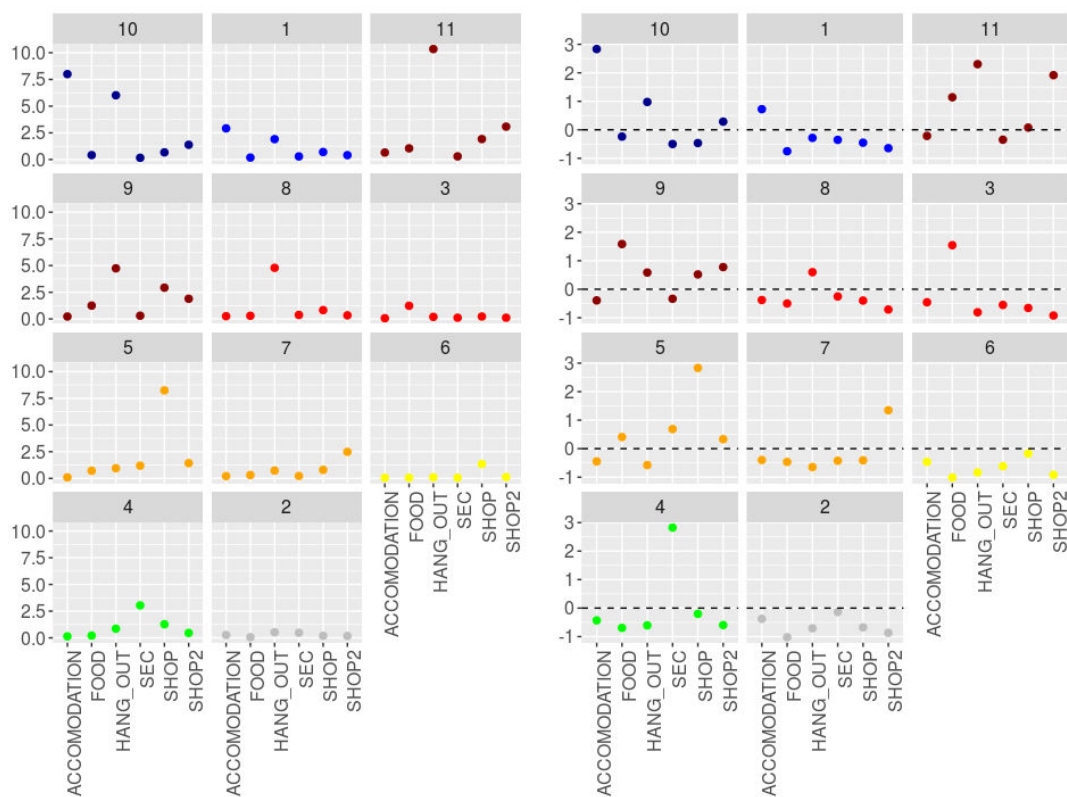 10 1 11
10.0
7.5
5.0
2.5
0.0
9 8 3
10.0
7.5
5.0
2.5
0.0
5 7 6
10.0
7.5
5.0
2.5
0.0
4 2
10.0
7.5
5.0
2.5
0.0
ACCOMODATION
FOOD
HANG_OUT
SEC
SHOP
SHOP2
ACCOMODATION
FOOD
HANG_OUT
SEC
SHOP
SHOP2
ACCOMODATION
FOOD
HANG_OUT
SEC
SHOP
SHOP2
10 1 11
3
2
1
0
-1
9 8 3
3
2
1
0
-1
5 7 6
3
2
1
0
-1
4 2
3
2
1
0
-1
ACCOMODATION
FOOD
HANG_OUT
SEC
SHOP
SHOP2
ACCOMODATION
FOOD
HANG_OUT
SEC
SHOP
SHOP2
ACCOMODATION
FOOD
HANG_OUT
SEC
SHOP
SHOP2